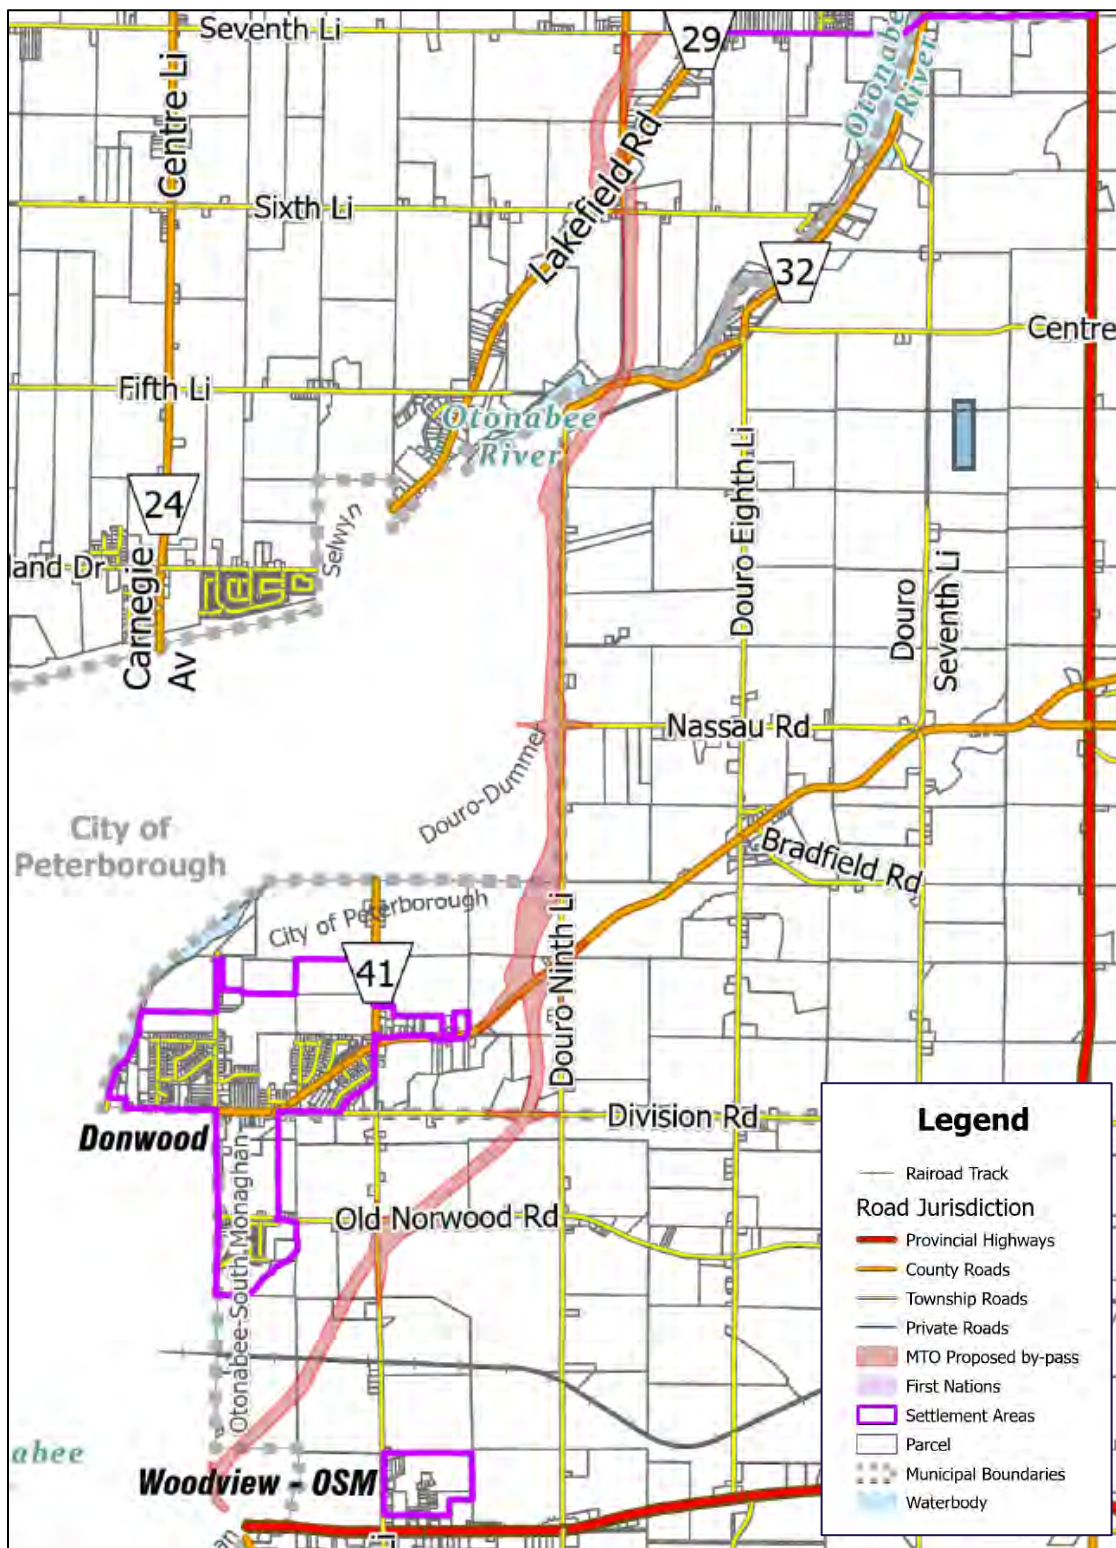 Seventh Li
Centre Li
29
Otonabee
River
Lakefield Rd
Sixth Li
32
Centre
Fifth Li
Otonabee
River
24
Selwyn
land Dr
Carnegie
Av
Douro Eighth Li
Douro
Seventh Li
Nassau Rd
Douro-Dummer
City of
Peterborough
Bradfield Rd
City of Peterborough
41
Douro Ninth Li
Division Rd
Donwood
Otonabee-South Monaghan
Old Norwood Rd
abee
Woodview - OSM
Legend
Rairoad Track
Road Jurisdiction
Provincial Highways
County Roads
Township Roads
Private Roads
MTO Proposed by-pass
First Nations
Settlement Areas
Parcel
Municipal Boundaries
Waterbody